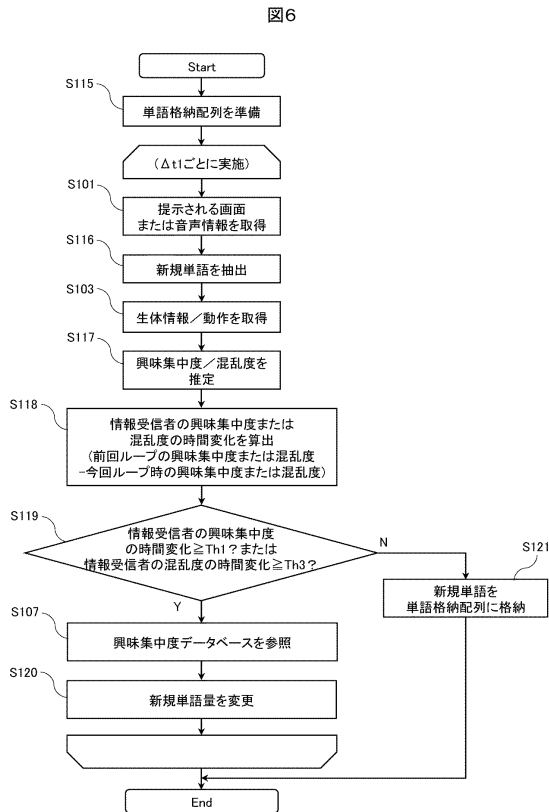 図6
Start
S115
単語格納配列を準備
(Δt1ごとに実施)
S101
提示される画面
または音声情報を取得
S116
新規単語を抽出
S103
生体情報/動作を取得
S117
興味集中度/混乱度を
推定
S118
情報受信者の興味集中度または
混乱度の時間変化を算出
(前回ループの興味集中度または混乱度
-今回ループ時の興味集中度または混乱度)
S119
情報受信者の興味集中度
の時間変化≧Th1?または
情報受信者の混乱度の時間変化≧Th3?
N
S121
新規単語を
単語格納配列に格納
Y
S107
興味集中度データベースを参照
S120
新規単語量を変更
End